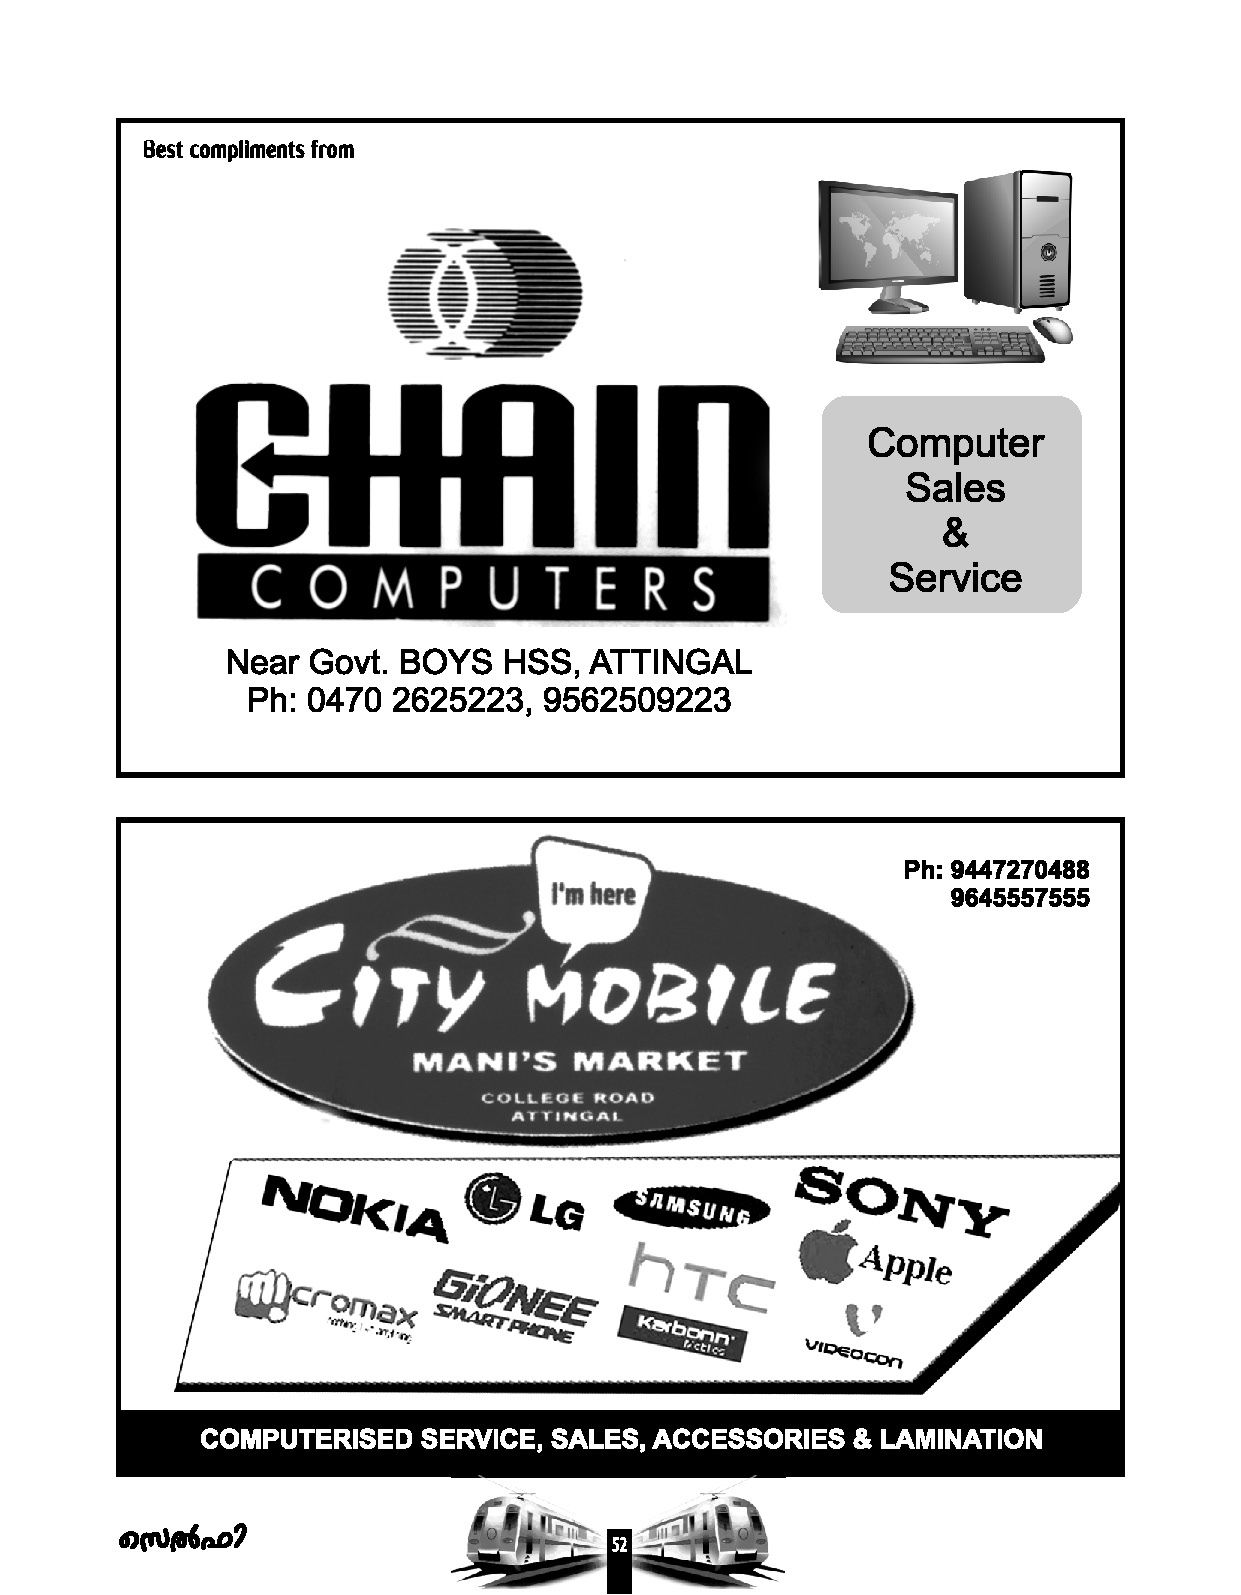 Best compliments from
CHAIN
COMPUTERS
Near Govt. BOYS HSS, ATTINGAL
Ph: 0470 2625223, 9562509223
Computer
Sales
&
Service
Ph: 9447270488
9645557555
I'm here
CITY MOBILE
MANI'S MARKET
COLLEGE ROAD
ATTINGAL
NOKIA
LG
SAMSUNG
SONY
Apple
cromax
GIONEE
SMART PHONE
hTC
Karbonn
VIDEOCON
COMPUTERISED SERVICE, SALES, ACCESSORIES & LAMINATION
സെൽഫി
52